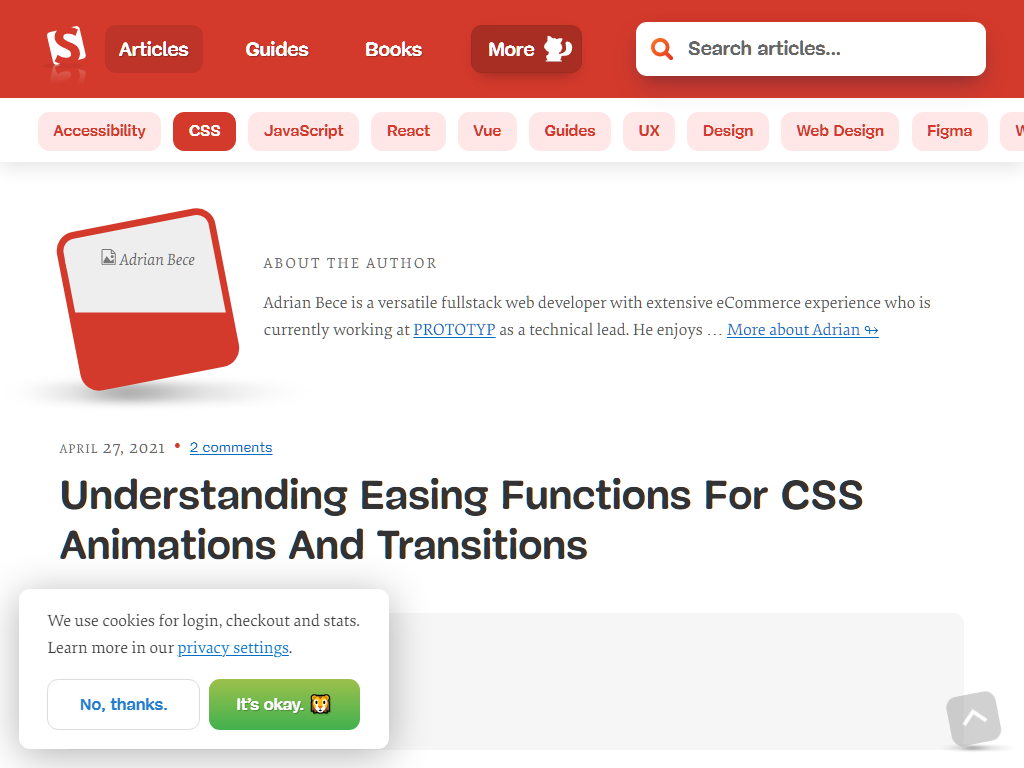 Articles
Guides
Books
More
Search articles...
Accessibility
CSS
JavaScript
React
Vue
Guides
UX
Design
Web Design
Figma
Adrian Bece
ABOUT THE AUTHOR
Adrian Bece is a versatile fullstack web developer with extensive eCommerce experience who is
currently working at PROTOTYP as a technical lead. He enjoys … More about Adrian ↬
APRIL 27, 2021 • 2 comments
Understanding Easing Functions For CSS
Animations And Transitions
We use cookies for login, checkout and stats.
Learn more in our privacy settings.
No, thanks.
It's okay. 🐯